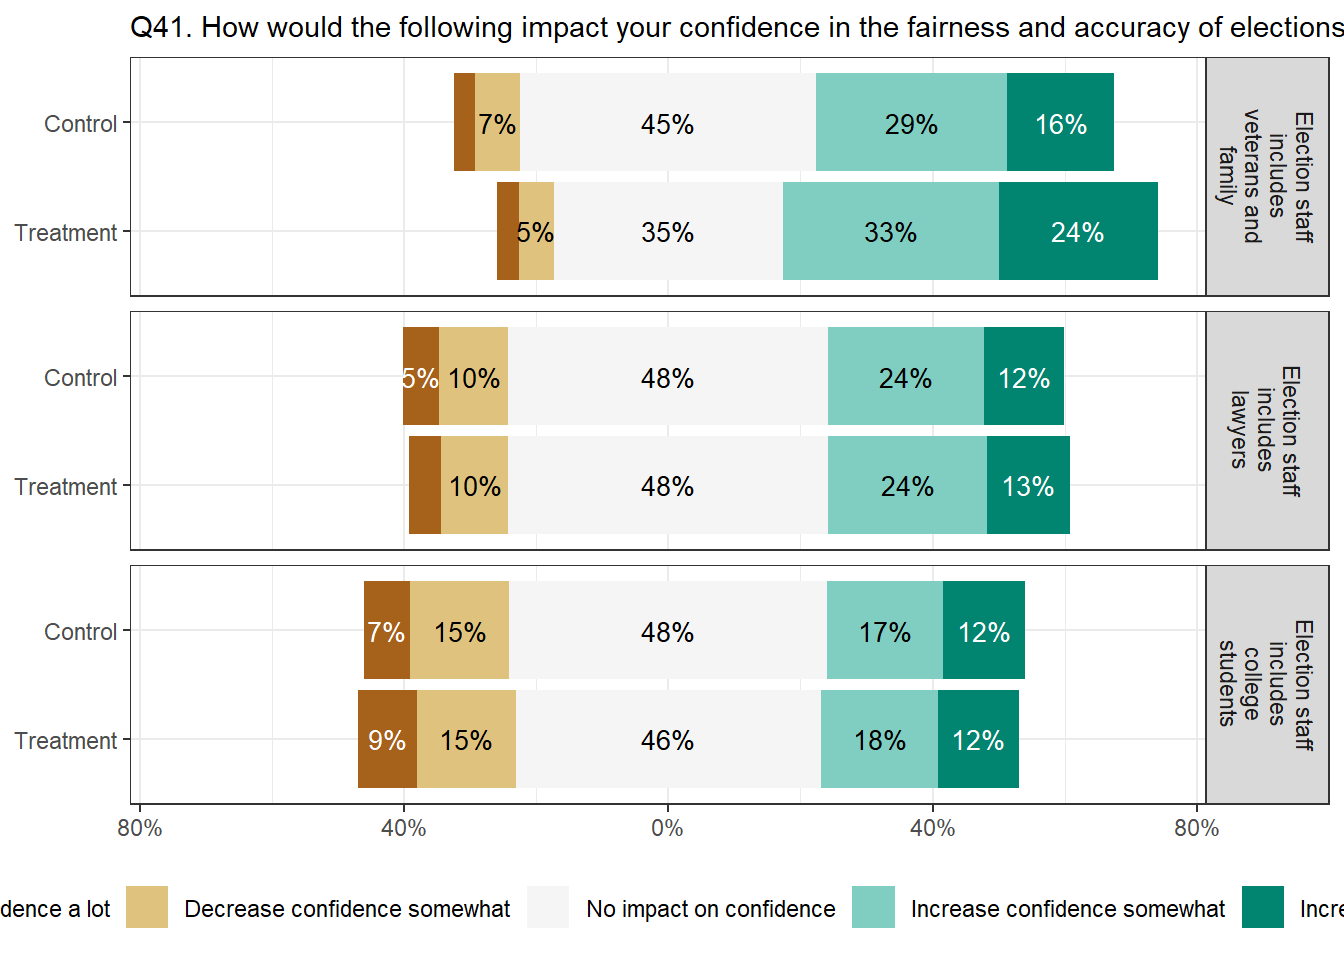 Q41. How would the following impact your confidence in the fairness and accuracy of elections
Control
7%
45%
29%
16%
Treatment
5%
35%
33%
24%
Election staff
includes
veterans and
family
Control
5%
10%
48%
24%
12%
Treatment
10%
48%
24%
13%
Election staff
includes
lawyers
Control
7%
15%
48%
17%
12%
Treatment
9%
15%
46%
18%
12%
Election staff
includes
college
students
80%
40%
0%
40%
80%
dence a lot
Decrease confidence somewhat
No impact on confidence
Increase confidence somewhat
Incre